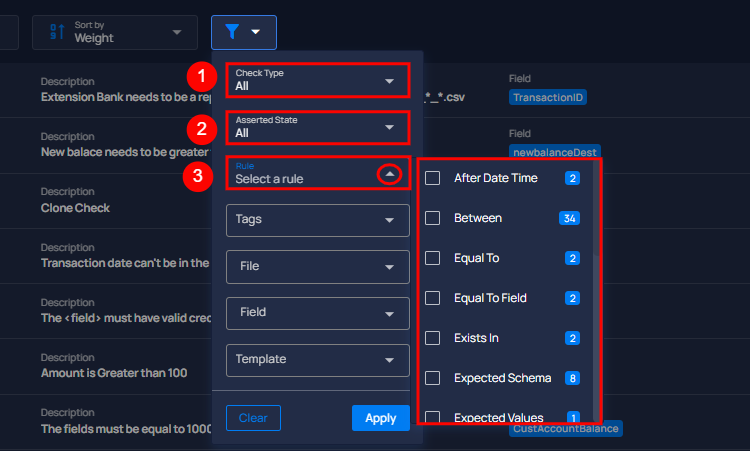 Sort by
Weight
1
Check Type
All
2
Asserted State
All
3
Rule
Select a rule
Tags
File
Field
Template
Clear
Apply
After Date Time 2
Between 34
Equal To 2
Equal To Field 2
Exists In 2
Expected Schema 8
Expected Values 1
Description
Extension Bank needs to be a rep
_*_*.csv
Field
TransactionID
Description
New balace needs to be greater
Field
newbalanceDest
Description
Clone Check
Description
Transaction date can't be in the
Description
The <field> must have valid cred
Description
Amount is Greater than 100
Description
The fields must be equal to 1000
CustAccountBalance